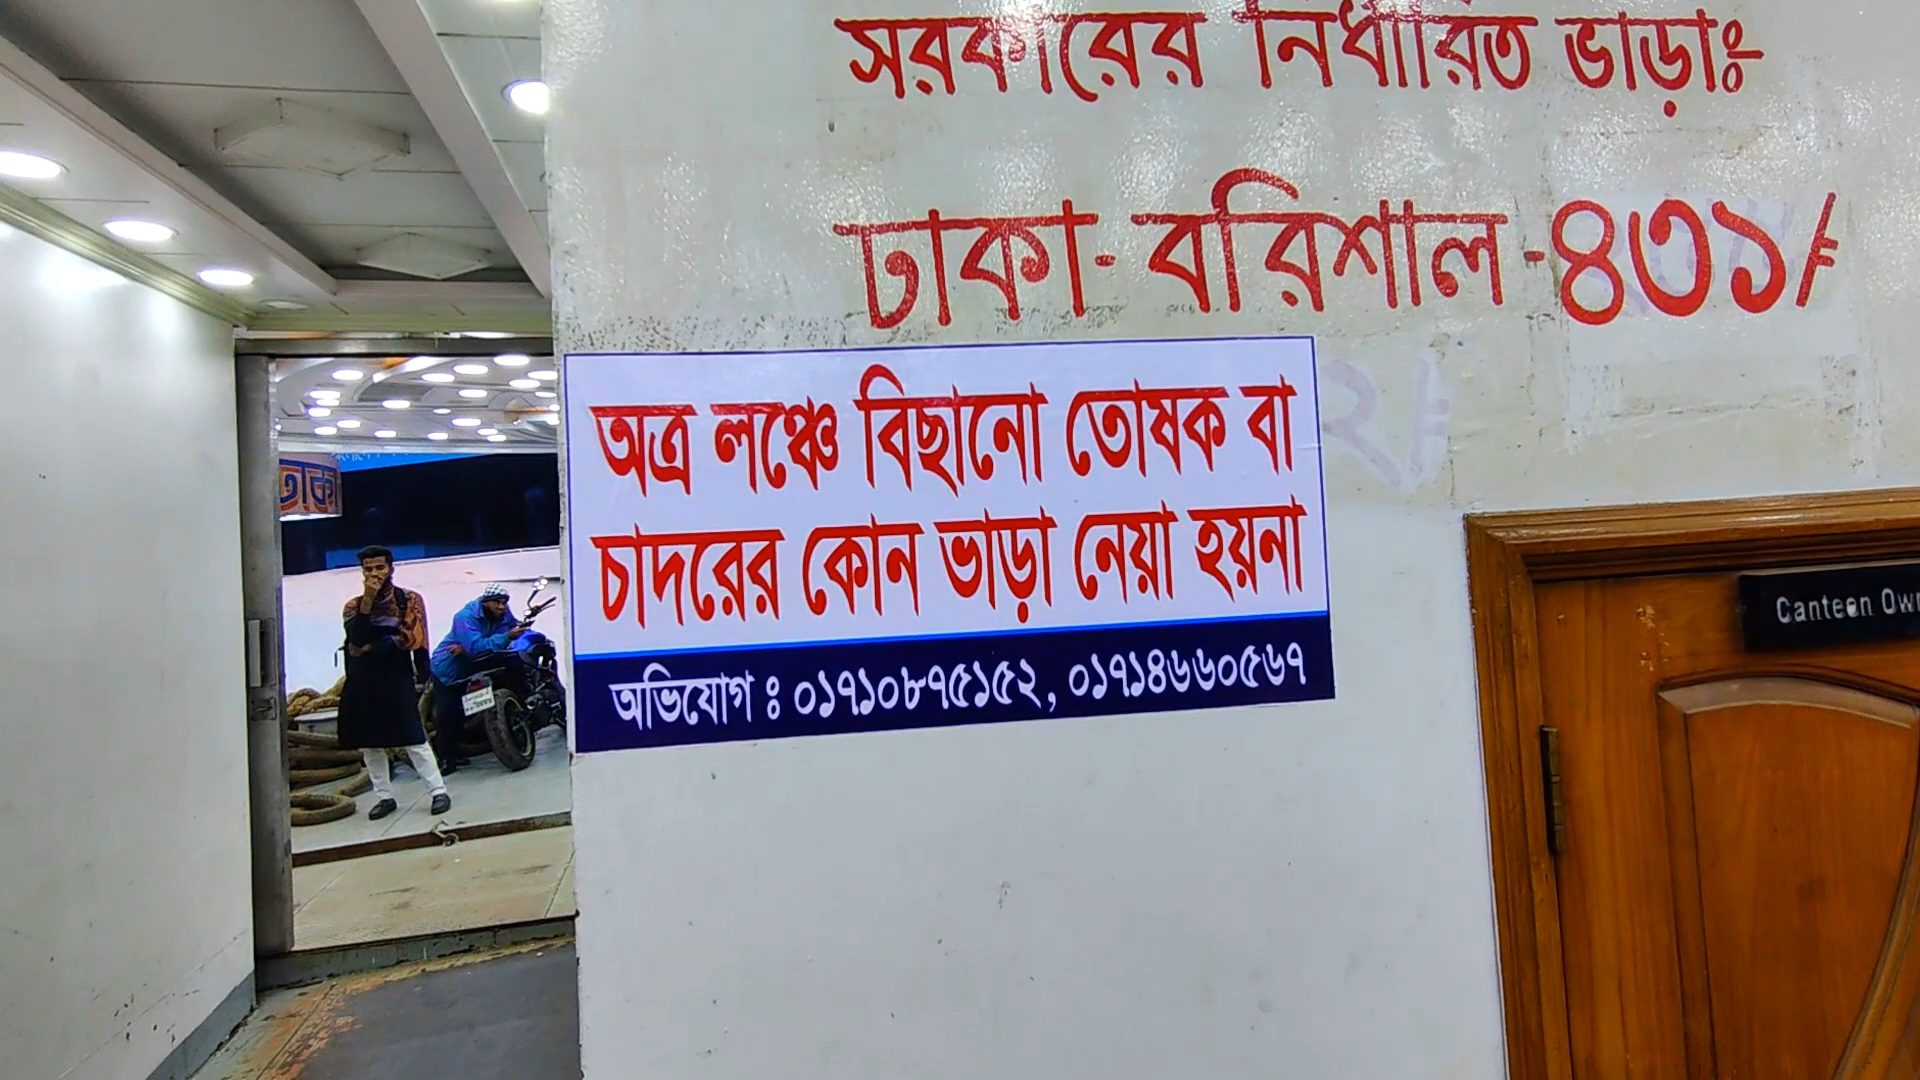 সরকারের নির্ধারিত ভাড়াঃ
ঢাকা- বরিশাল -৪৩১/=
অত্র লঞ্চে বিছানো তোষক বা
চাদরের কোন ভাড়া নেয়া হয়না
অভিযোগ ঃ ০১৭১০৮৭৫১৫২, ০১৭১৪৬৬০৫৬৭
Canteen Own
ঢাকা